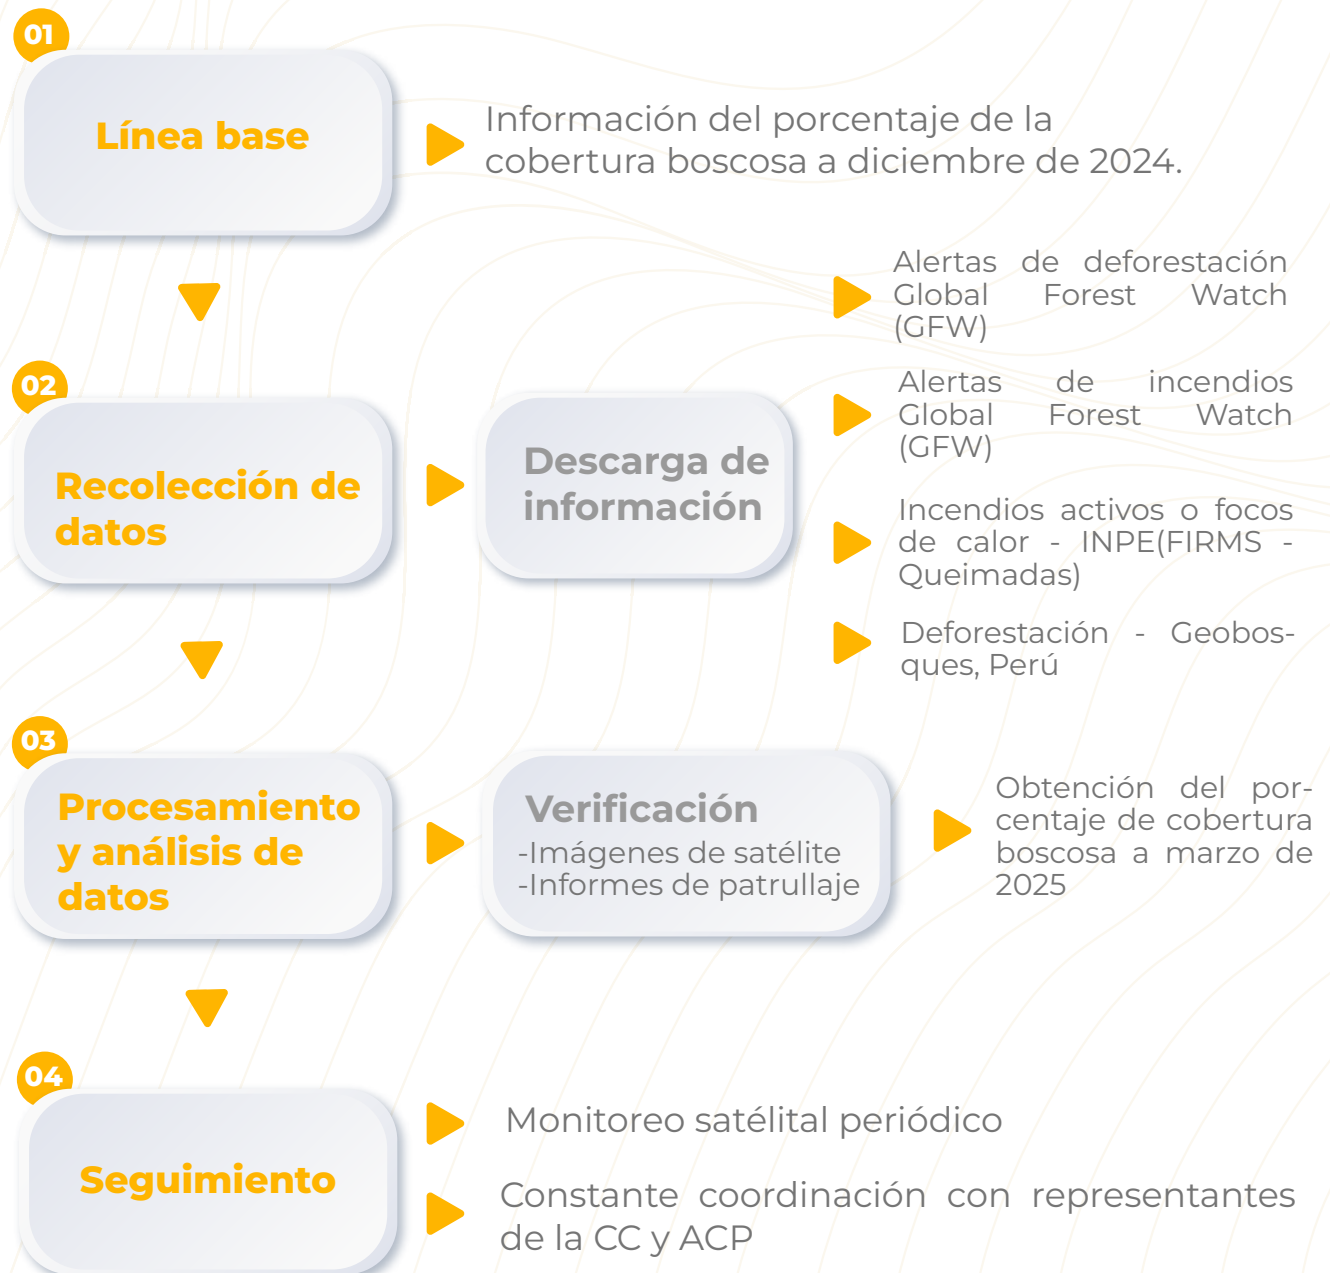 01
Línea base
Información del porcentaje de la
cobertura boscosa a diciembre de 2024.
02
Recolección de
datos
Descarga de
información
Alertas de deforestación
Global Forest Watch
(GFW)
Alertas de incendios
Global Forest Watch
(GFW)
Incendios activos o focos
de calor - INPE(FIRMS -
Queimadas)
Deforestación - Geobos-
ques, Perú
03
Procesamiento
y análisis de
datos
Verificación
-Imágenes de satélite
-Informes de patrullaje
Obtención del por-
centaje de cobertura
boscosa a marzo de
2025
04
Seguimiento
Monitoreo satélital periódico
Constante coordinación con representantes
de la CC y ACP